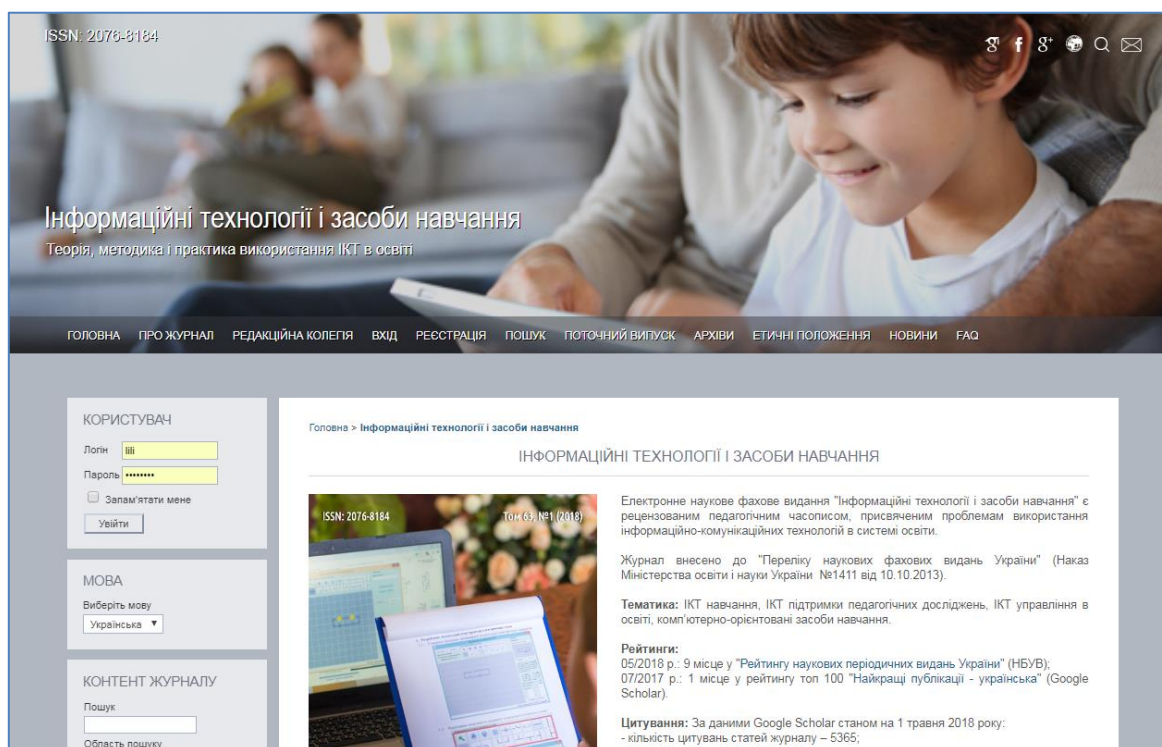 ISSN: 2076-8184
Інформаційні технології і засоби навчання
Теорія, методика і практика використання ІКТ в освіті
ГОЛОВНА ПРО ЖУРНАЛ РЕДАКЦІЙНА КОЛЕГІЯ ВХІД РЕЄСТРАЦІЯ ПОШУК ПОТОЧНИЙ ВИПУСК АРХІВИ ЕТИЧНІ ПОЛОЖЕННЯ НОВИНИ FAQ
КОРИСТУВАЧ
Логін lili
Пароль ••••••••
Запам'ятати мене
Увійти
МОВА
Виберіть мову
Українська
КОНТЕНТ ЖУРНАЛУ
Пошук
Область пошуку
Головна > Інформаційні технології і засоби навчання
ІНФОРМАЦІЙНІ ТЕХНОЛОГІЇ І ЗАСОБИ НАВЧАННЯ
ISSN: 2076-8184 Том 63, №1 (2018)
Електронне наукове фахове видання "Інформаційні технології і засоби навчання" є
рецензованим педагогічним часописом, присвяченим проблемам використання
інформаційно-комунікаційних технологій в системі освіти.
Журнал внесено до "Переліку наукових фахових видань України" (Наказ
Міністерства освіти і науки України №1411 від 10.10.2013).
Тематика: ІКТ навчання, ІКТ підтримки педагогічних досліджень, ІКТ управління в
освіті, комп'ютерно-орієнтовані засоби навчання.
Рейтинги:
05/2018 р.: 9 місце у "Рейтингу наукових періодичних видань України" (НБУВ);
07/2017 р.: 1 місце у рейтингу топ 100 "Найкращі публікації - українська" (Google
Scholar).
Цитування: За даними Google Scholar станом на 1 травня 2018 року:
- кількість цитувань статей журналу – 5365;